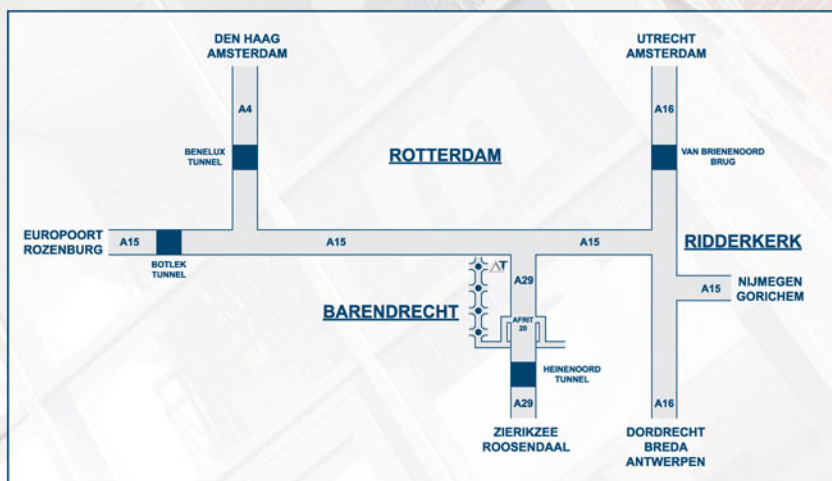 DEN HAAG
AMSTERDAM
UTRECHT
AMSTERDAM
A4
A16
BENELUX
TUNNEL
ROTTERDAM
VAN BRIENENOORD
BRUG
EUROPOORT
ROZENBURG
A15
BOTLEK
TUNNEL
A15
A15
RIDDERKERK
A29
NIJMEGEN
GORICHEM
A15
BARENDRECHT
AFRIT
20
HEINENOORD
TUNNEL
A29
A16
ZIERIKZEE
ROOSENDAAL
DORDRECHT
BREDA
ANTWERPEN